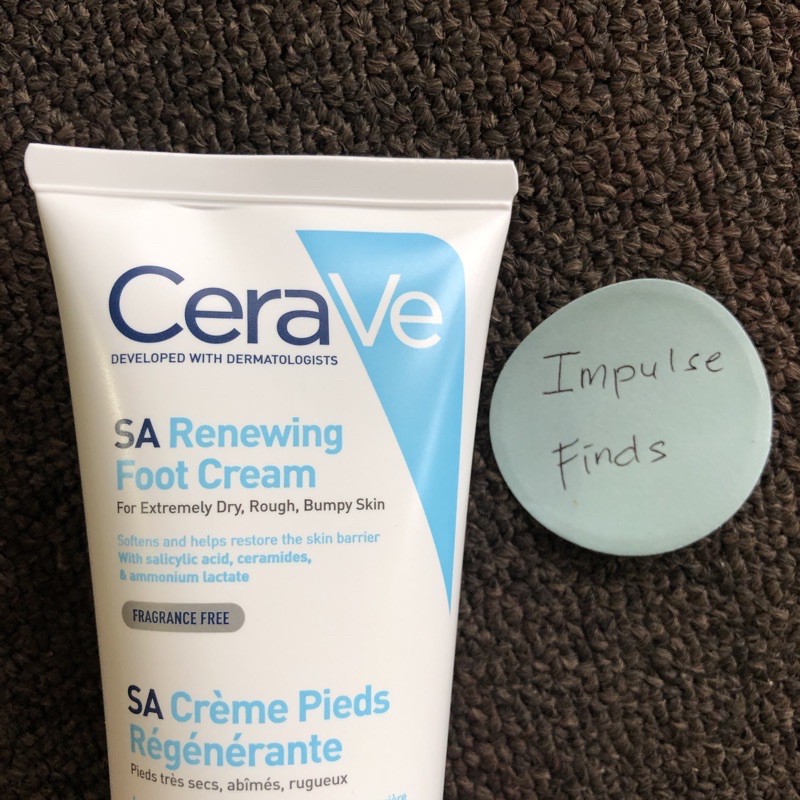 CeraVe
DEVELOPED WITH DERMATOLOGISTS
SA Renewing
Foot Cream
For Extremely Dry, Rough, Bumpy Skin
Softens and helps restore the skin barrier
With salicylic acid, ceramides,
& ammonium lactate
FRAGRANCE FREE
SA Crème Pieds
Régénérante
Pieds très secs, abîmés, rugueux
Impulse
Finds